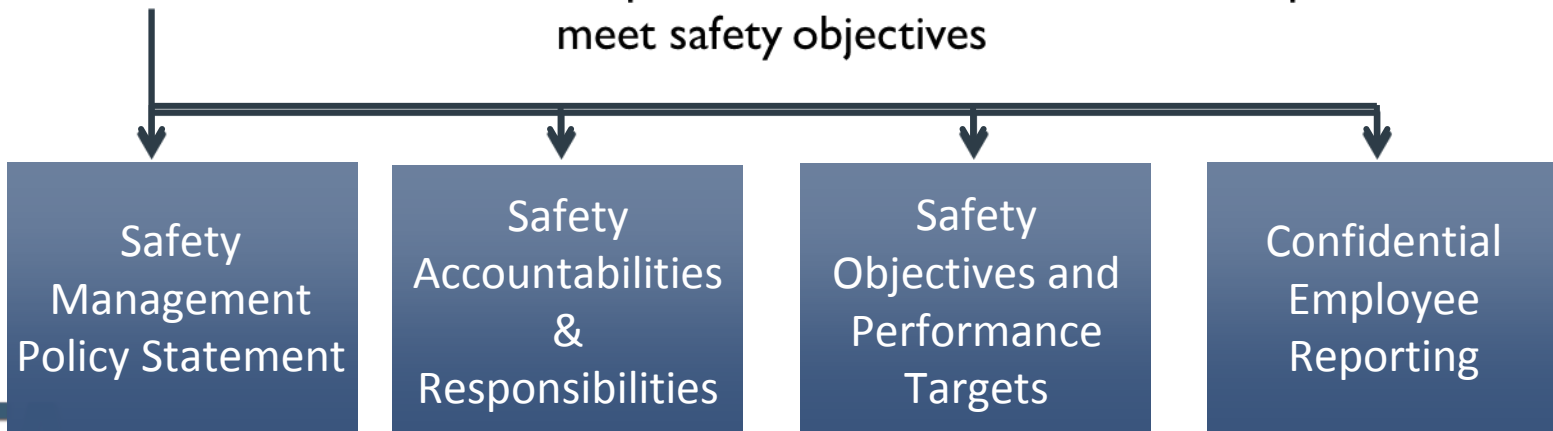 meet safety objectives
Safety
Management
Policy Statement
Safety
Accountabilities
&
Responsibilities
Safety
Objectives and
Performance
Targets
Confidential
Employee
Reporting